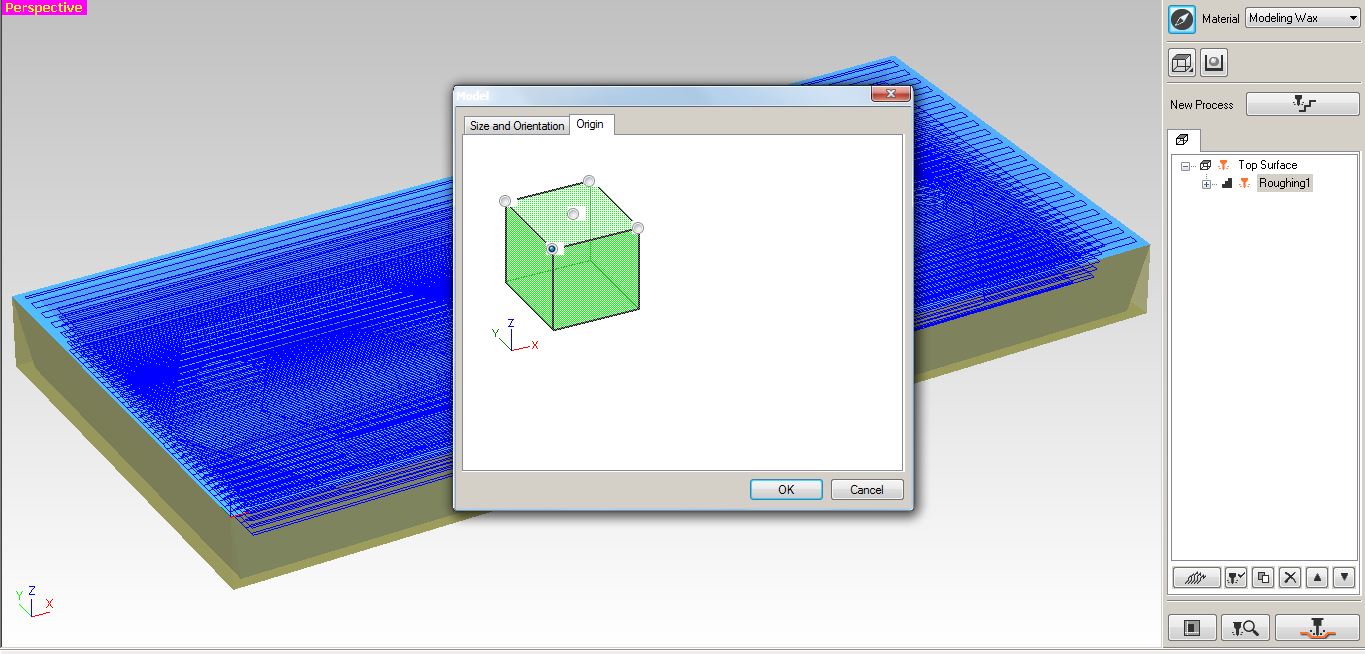 Perspective
Material Modeling Wax
Model
Size and Orientation Origin
New Process
Top Surface
Roughing1
Z
Y
X
OK Cancel
Z
Y
X